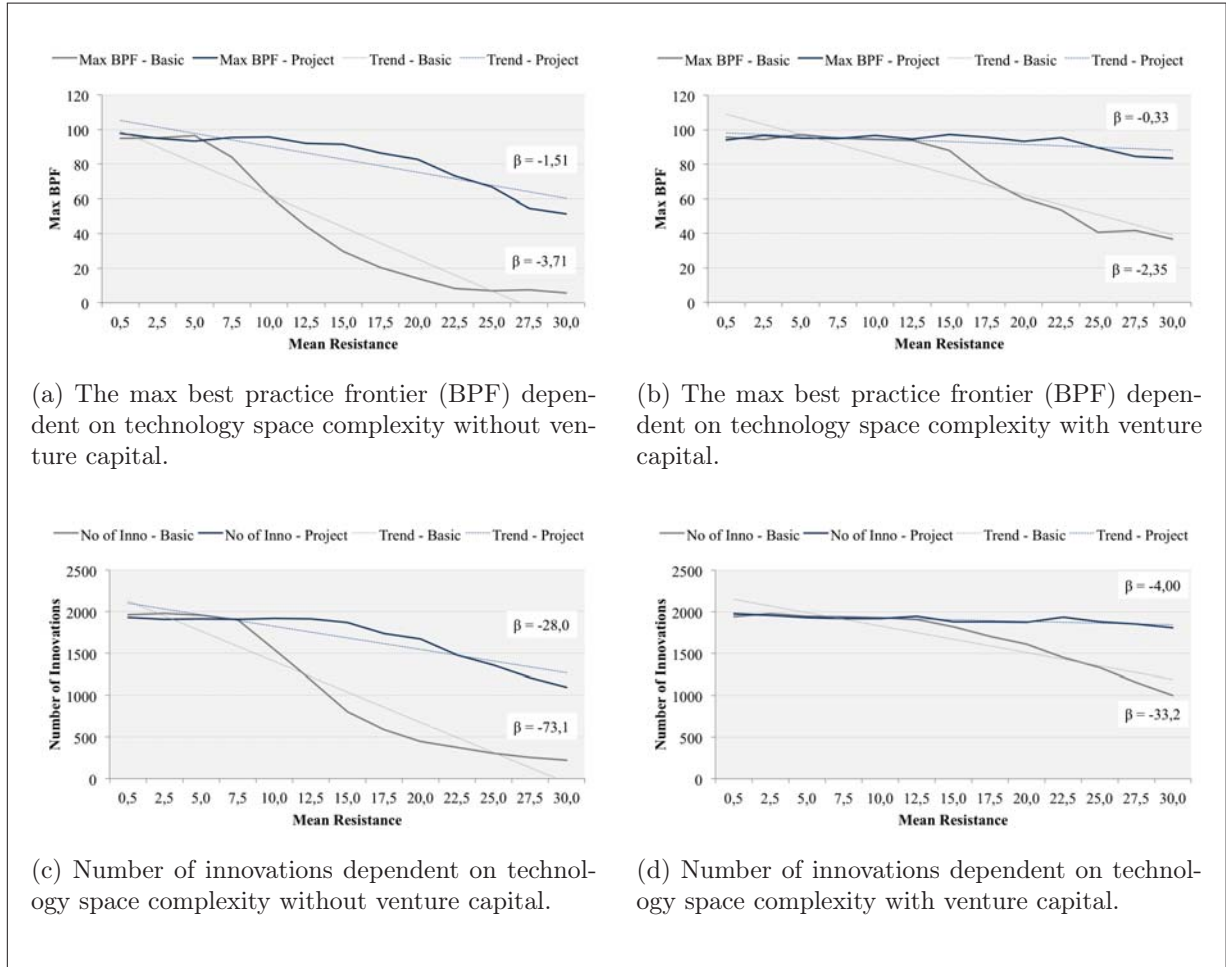 Max BPF - Basic Max BPF - Project Trend - Basic Trend - Project
120
100
80
60
40
20
0
Max BPF
β = -1,51
β = -3,71
0,5 2,5 5,0 7,5 10,0 12,5 15,0 17,5 20,0 22,5 25,0 27,5 30,0
Mean Resistance
(a) The max best practice frontier (BPF) depen-
dent on technology space complexity without ven-
ture capital.
Max BPF - Basic Max BPF - Project Trend - Basic Trend - Project
120
100
80
60
40
20
0
Max BPF
β = -0,33
β = -2,35
0,5 2,5 5,0 7,5 10,0 12,5 15,0 17,5 20,0 22,5 25,0 27,5 30,0
Mean Resistance
(b) The max best practice frontier (BPF) depen-
dent on technology space complexity with venture
capital.
No of Inno - Basic No of Inno - Project Trend - Basic Trend - Project
2500
2000
1500
1000
500
0
Number of Innovations
β = -28,0
β = -73,1
0,5 2,5 5,0 7,5 10,0 12,5 15,0 17,5 20,0 22,5 25,0 27,5 30,0
Mean Resistance
(c) Number of innovations dependent on technol-
ogy space complexity without venture capital.
No of Inno - Basic No of Inno - Project Trend - Basic Trend - Project
2500
2000
1500
1000
500
0
Number of Innovations
β = -4,00
β = -33,2
0,5 2,5 5,0 7,5 10,0 12,5 15,0 17,5 20,0 22,5 25,0 27,5 30,0
Mean Resistance
(d) Number of innovations dependent on technol-
ogy space complexity with venture capital.